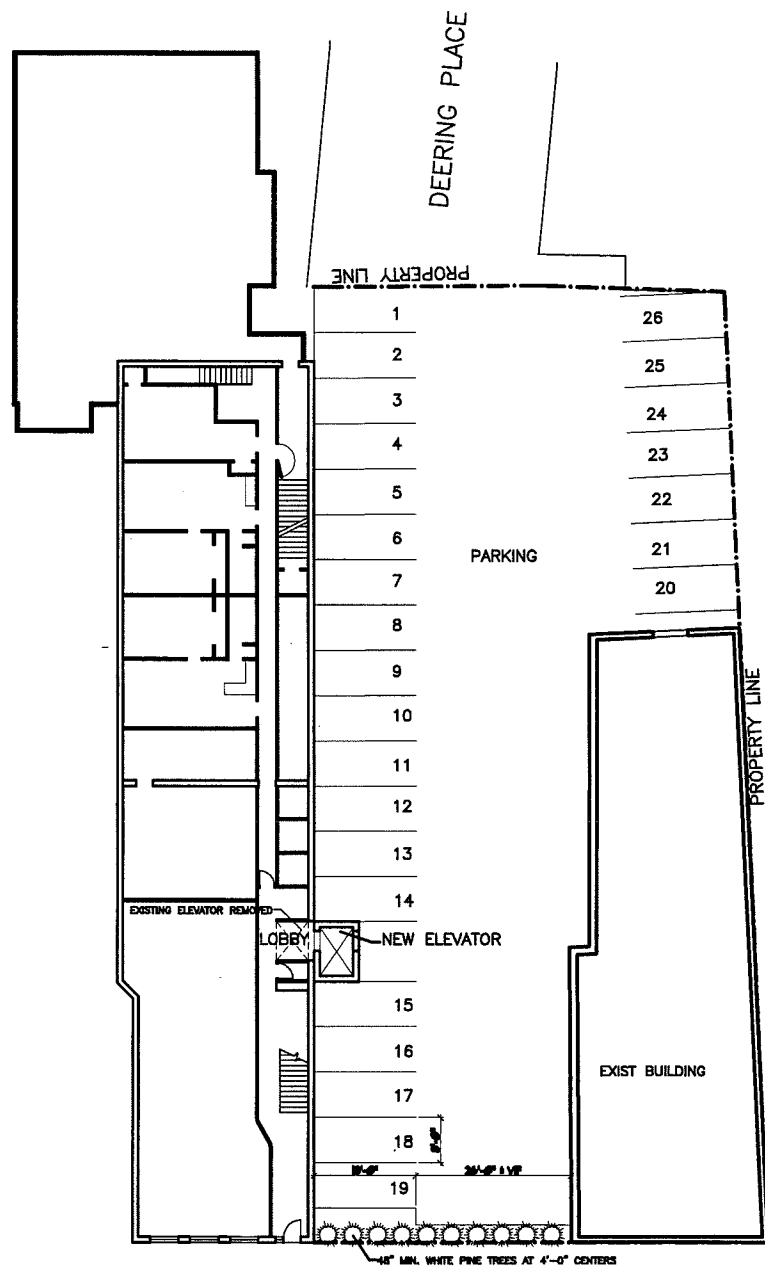 DEERING PLACE
PROPERTY LINE
1
26
2
25
3
24
4
23
5
22
6
PARKING
21
7
20
8
9
PROPERTY LINE
10
11
12
13
14
EXISTING ELEVATOR REMOVED
LOBBY
NEW ELEVATOR
15
16
EXIST BUILDING
17
18
19
48" MIN. WHITE PINE TREES AT 4'-0" CENTERS